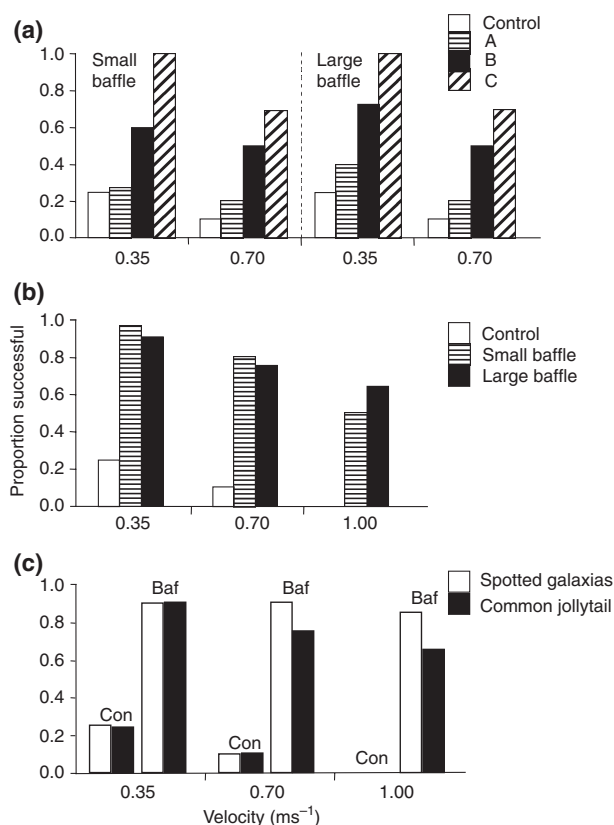 (a)
Control
A
B
C
Small baffle
Large baffle
1.0
0.8
0.6
0.4
0.2
0.0
0.35
0.70
0.35
0.70
(b)
Control
Small baffle
Large baffle
Proportion successful
1.0
0.8
0.6
0.4
0.2
0.0
0.35
0.70
1.00
(c)
Spotted galaxias
Common jollytail
1.0
0.8
0.6
0.4
0.2
0.0
Con
Baf
Con
Baf
Con
Baf
0.35
0.70
1.00
Velocity (ms⁻¹)